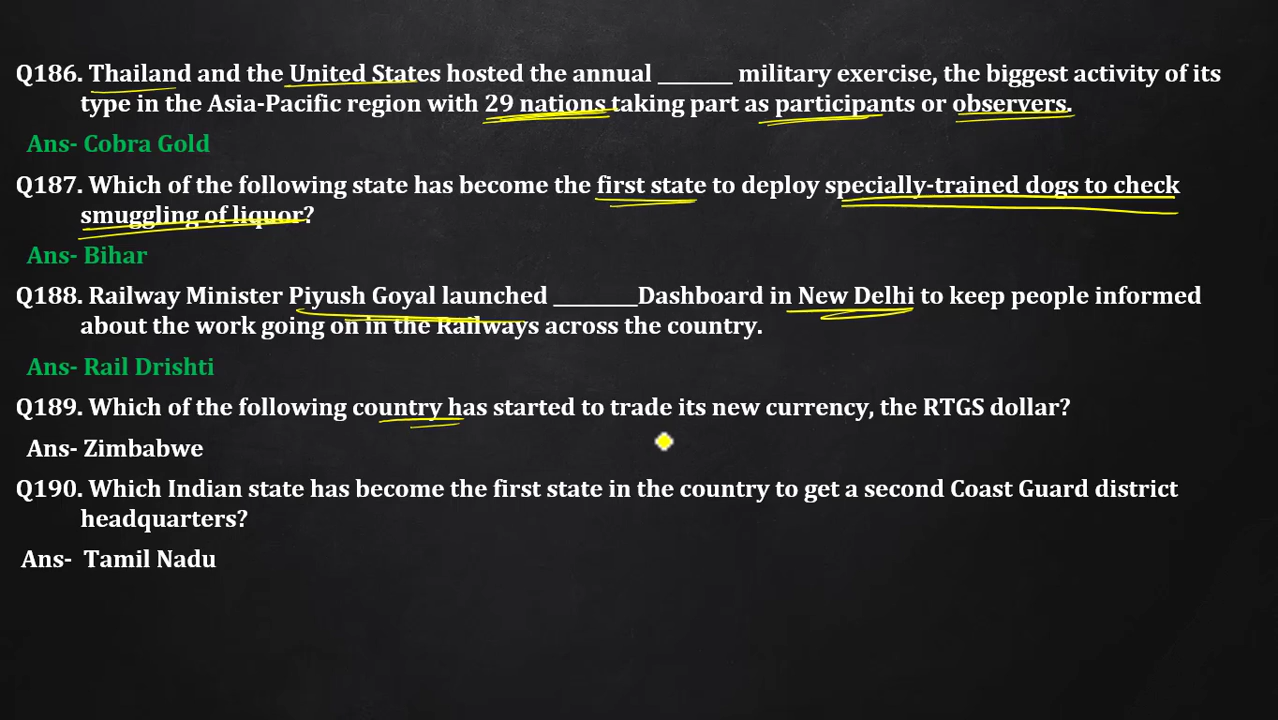 Q186. Thailand and the United States hosted the annual _______ military exercise, the biggest activity of its
type in the Asia-Pacific region with 29 nations taking part as participants or observers.
Ans- Cobra Gold
Q187. Which of the following state has become the first state to deploy specially-trained dogs to check
smuggling of liquor?
Ans- Bihar
Q188. Railway Minister Piyush Goyal launched ________Dashboard in New Delhi to keep people informed
about the work going on in the Railways across the country.
Ans- Rail Drishti
Q189. Which of the following country has started to trade its new currency, the RTGS dollar?
Ans- Zimbabwe
Q190. Which Indian state has become the first state in the country to get a second Coast Guard district
headquarters?
Ans- Tamil Nadu